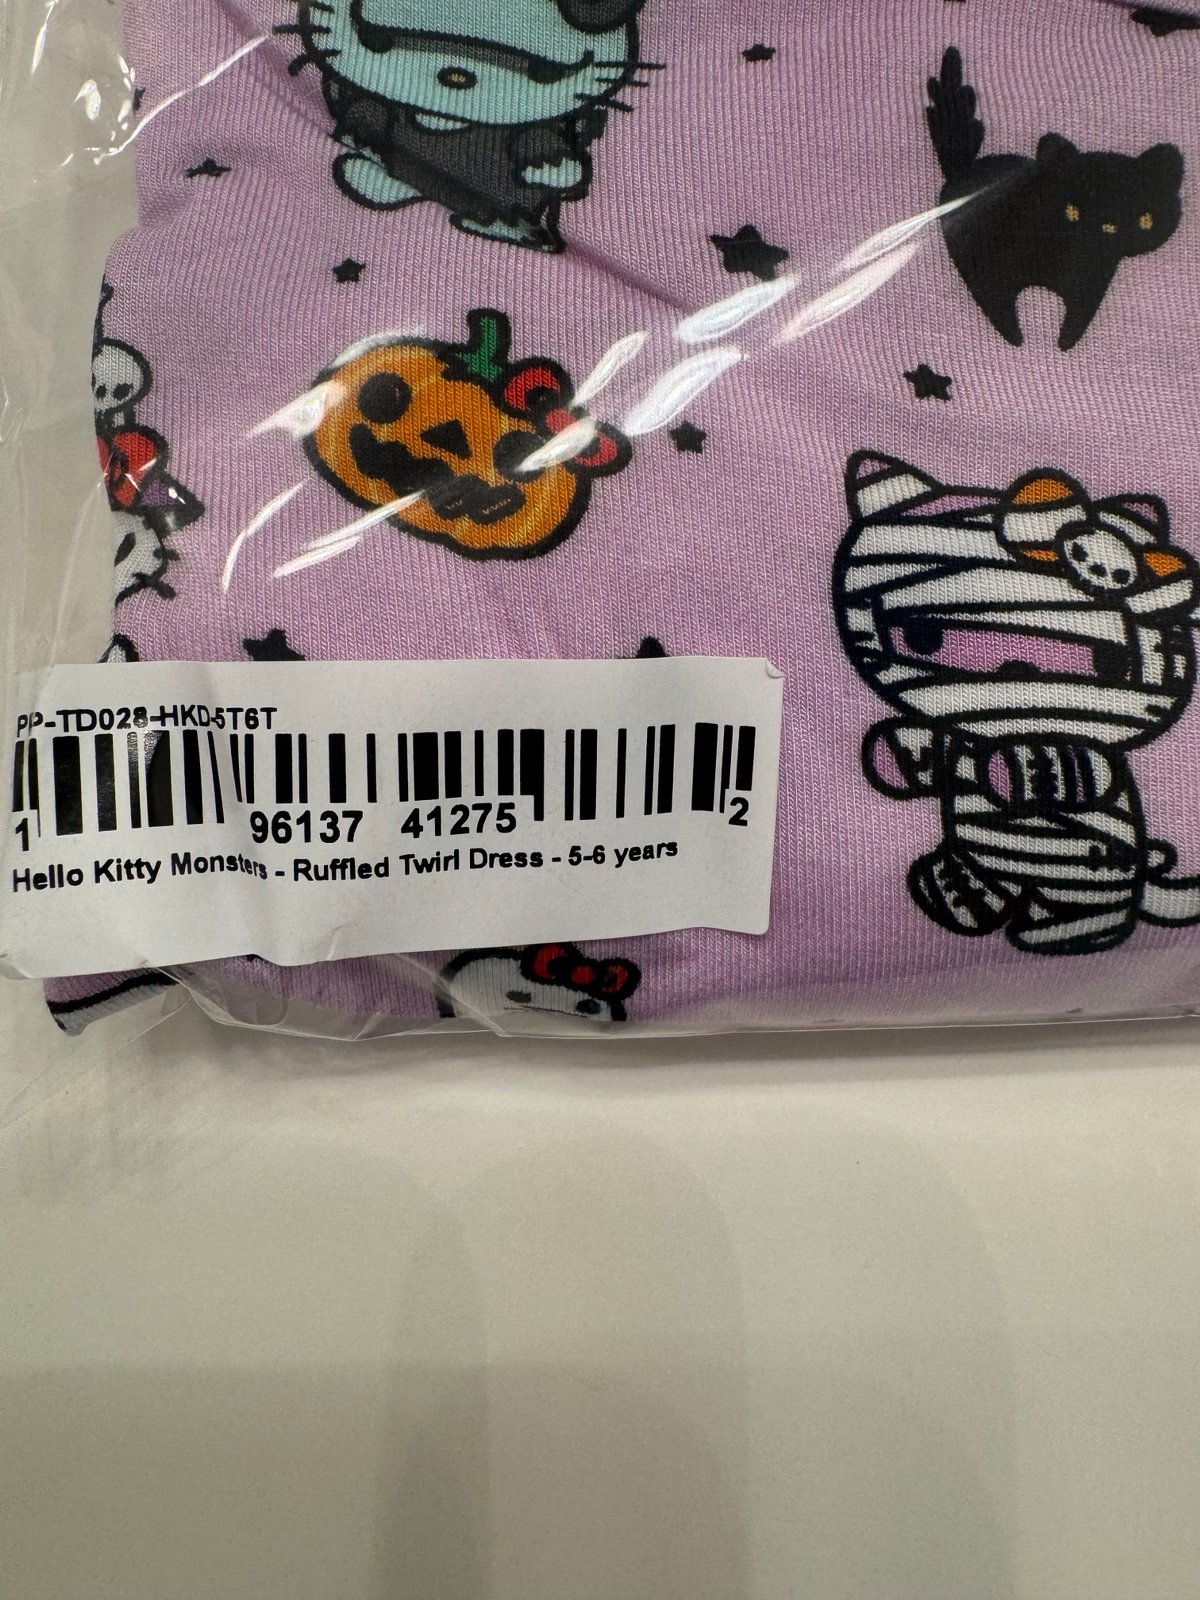 PP-TD028-HKD-5T6T
1 96137 41275 2
Hello Kitty Monsters - Ruffled Twirl Dress - 5-6 years